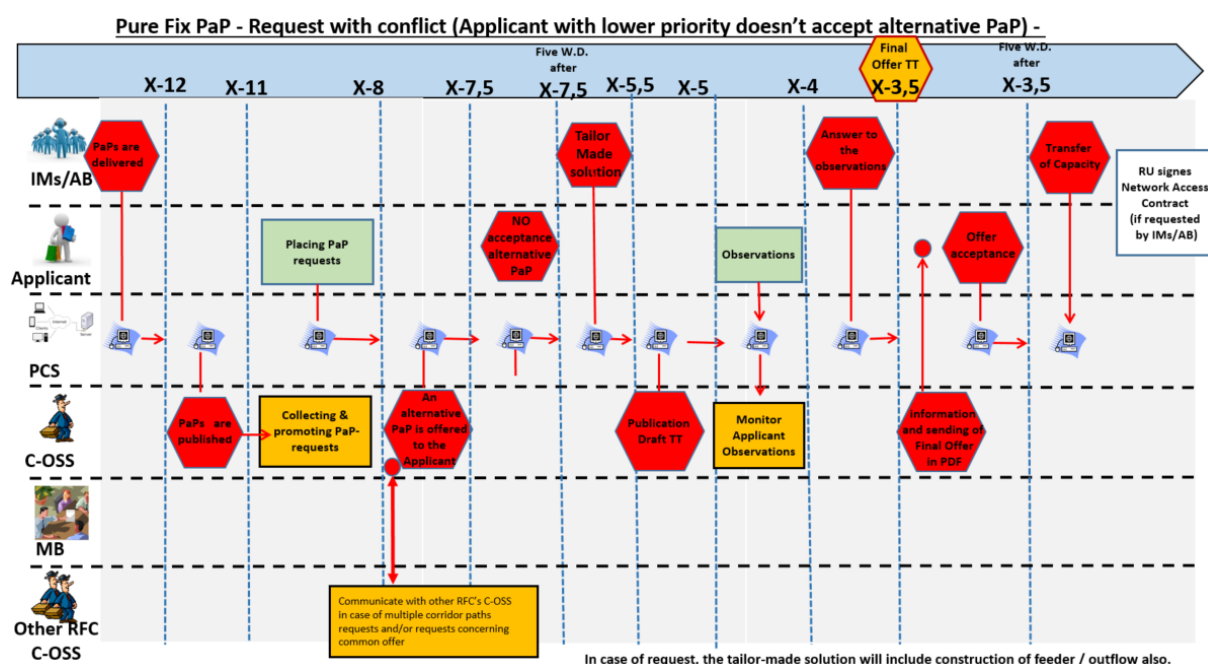 Pure Fix PaP - Request with conflict (Applicant with lower priority doesn’t accept alternative PaP) -
Five W.D.
after
X-7,5
Final
Offer TT
X-3,5
Five W.D.
after
X-3,5
X-12
X-11
X-8
X-7,5
X-5,5
X-5
X-4
IMs/AB
PaPs are
delivered
Tailor
Made
solution
Answer to
the
observations
Transfer
of Capacity
RU signes
Network Access
Contract
(if requested
by IMs/AB)
Applicant
Placing PaP
requests
NO
acceptance
alternative
PaP
Observations
Offer
acceptance
Clients
Internet
Server
PCS
C-OSS
PaPs are
published
Collecting &
promoting PaP-
requests
An
alternative
PaP is offered
to the
Applicant
Publication
Draft TT
Monitor
Applicant
Observations
information
and sending of
Final Offer
in PDF
MB
Other RFC
C-OSS
Communicate with other RFC’s C-OSS
in case of multiple corridor paths
requests and/or requests concerning
common offer
In case of request, the tailor-made solution will include construction of feeder / outflow also.